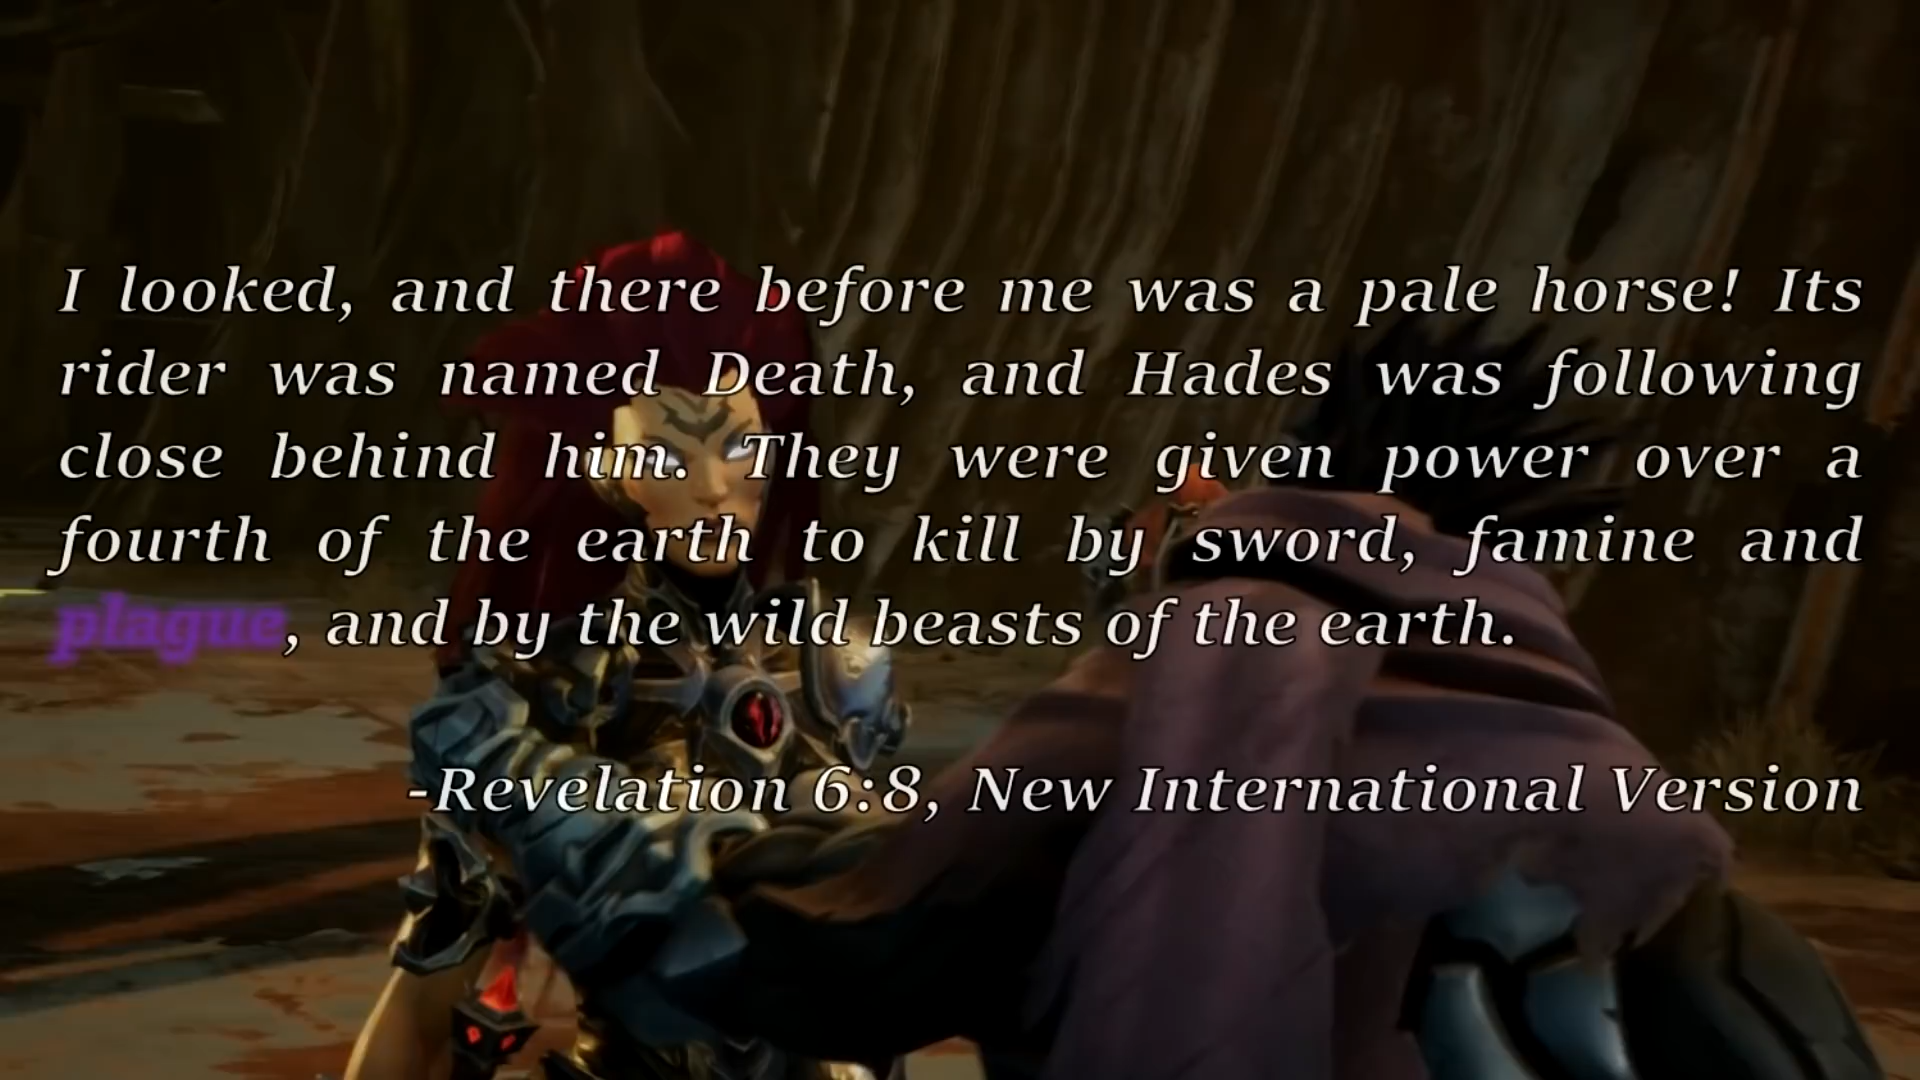 I looked, and there before me was a pale horse! Its
rider was named Death, and Hades was following
close behind him. They were given power over a
fourth of the earth to kill by sword, famine and
plague, and by the wild beasts of the earth.
-Revelation 6:8, New International Version